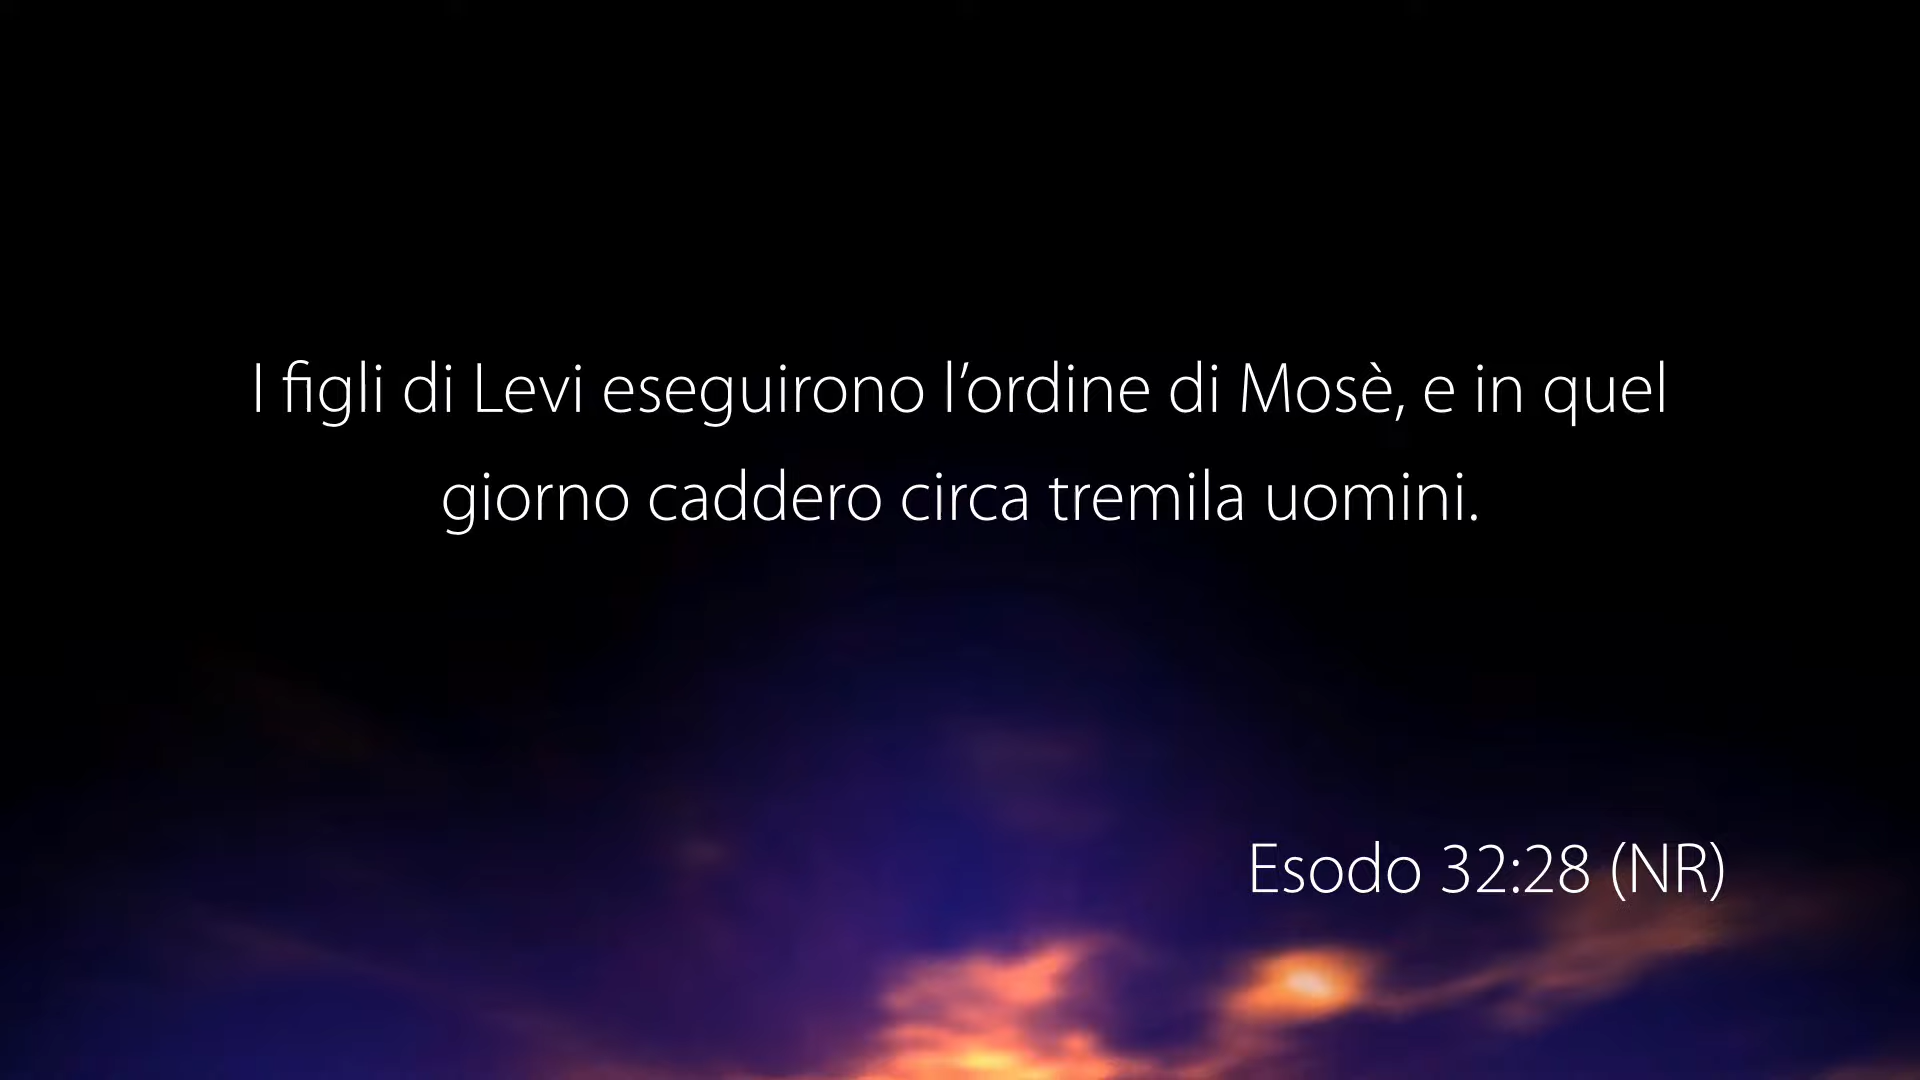 I figli di Levi eseguirono l’ordine di Mosè, e in quel
giorno caddero circa tremila uomini.
Esodo 32:28 (NR)